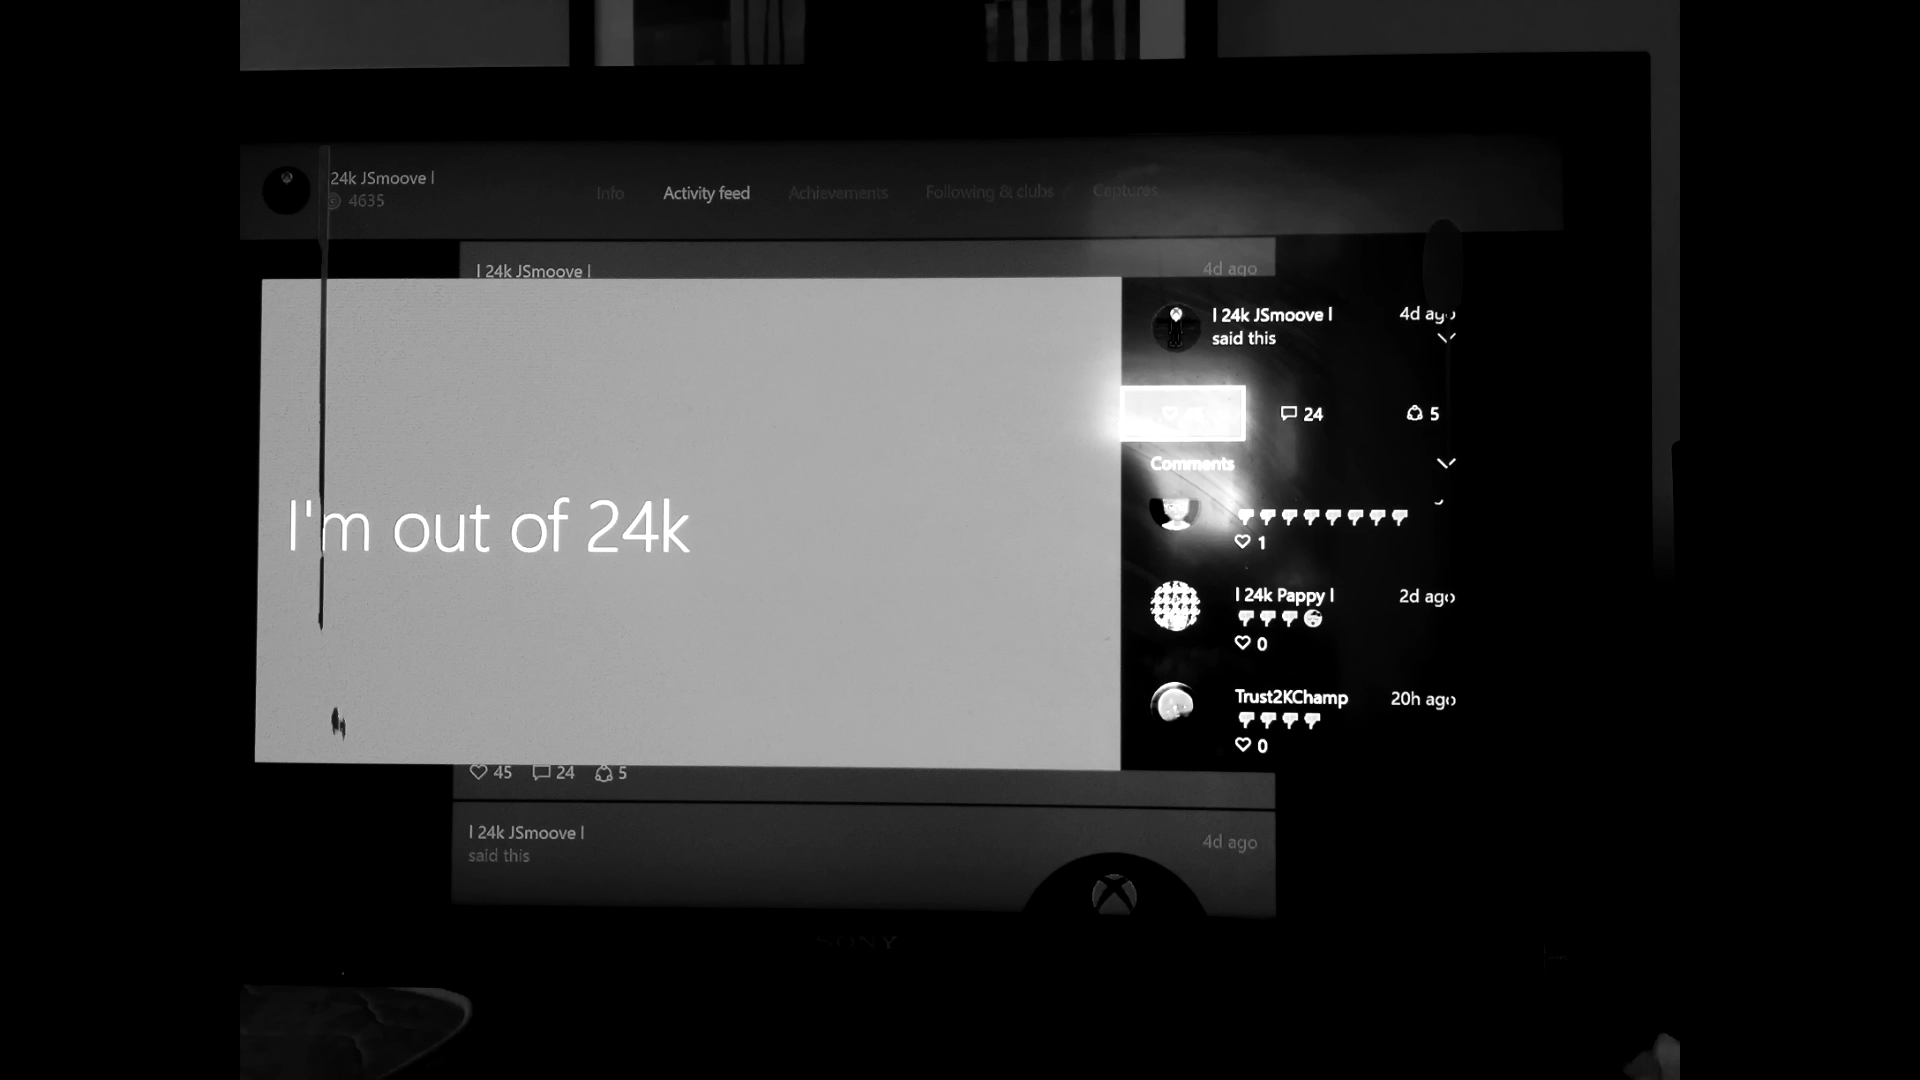 24k JSmoove l
4635
Info
Activity feed
Achievements
Following & clubs
Captures
l 24k JSmoove l
4d ago
I'm out of 24k
l 24k JSmoove l
4d ago
said this
24
5
Comments
1
l 24k Pappy l
2d ago
0
Trust2KChamp
20h ago
0
45
24
5
l 24k JSmoove l
4d ago
said this
SONY